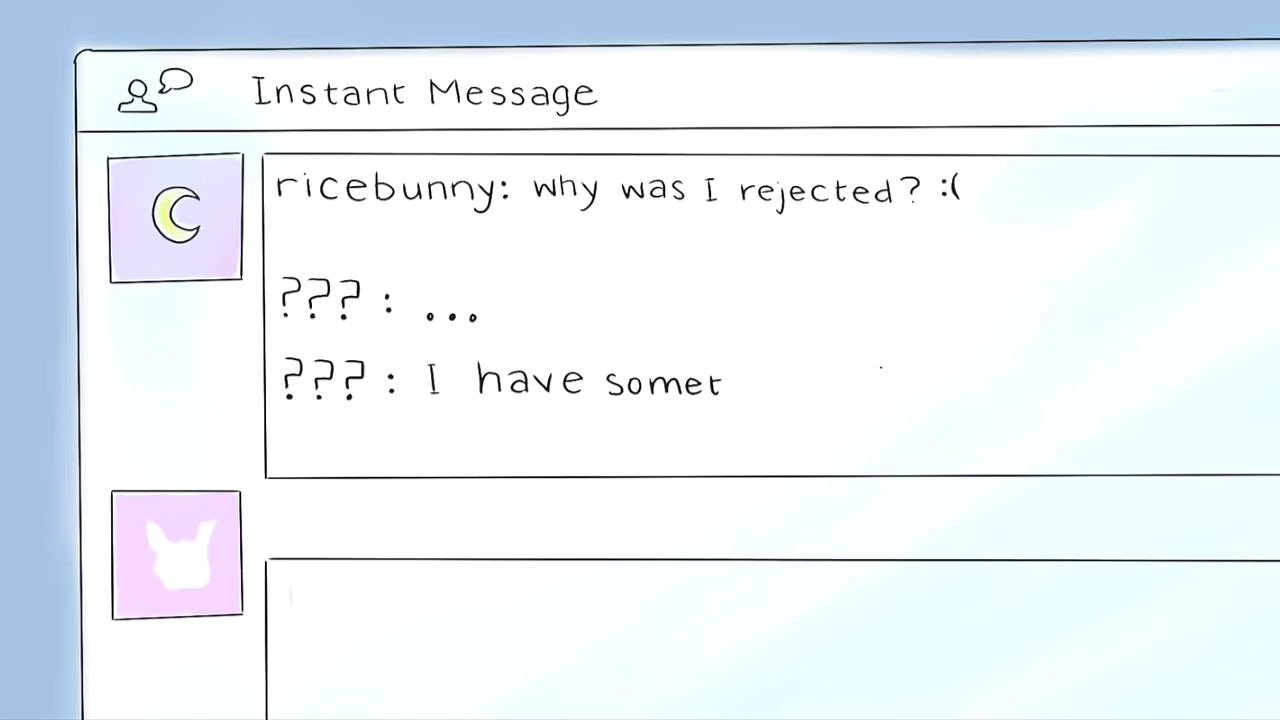 Instant Message
ricebunny: why was I rejected? :(
??? : ...
??? : I have somet